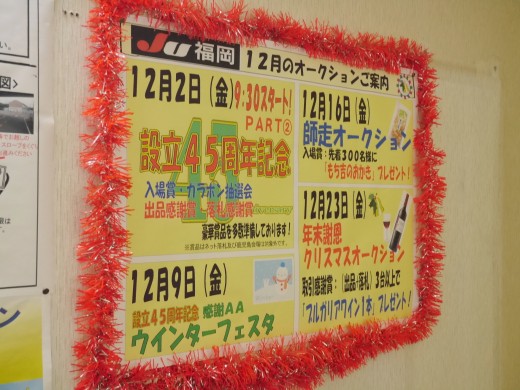 JU福岡 12月のオークションご案内
12月2日(金)9:30スタート!
PART②
設立45周年記念
入場賞・ガラポン抽選会
出品感謝賞・落札感謝賞
豪華賞品を多数準備しております!
12月9日(金)
設立45周年記念 感謝AA
ウインターフェスタ
12月16日(金)
師走オークション
入場賞:先着300名様に
「もち吉のおかき」プレゼント!
12月23日(金)
年末謝恩
クリスマスオークション
取引感謝賞:(出品・落札)3台以上で
「ブルガリアワイン1本」プレゼント!